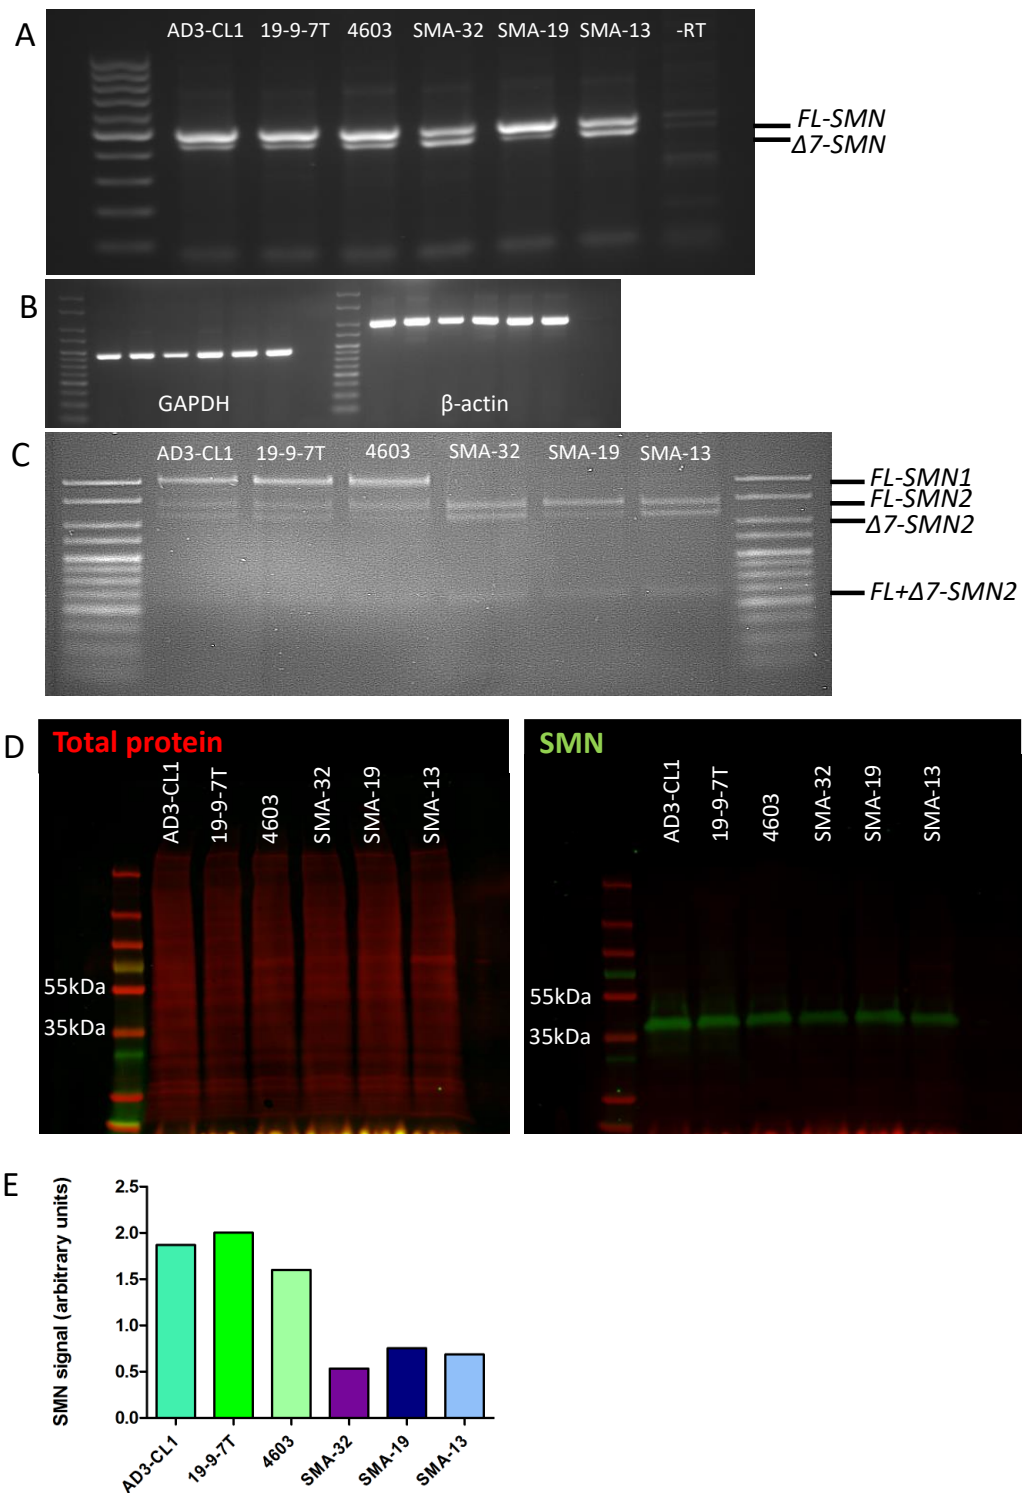 A
AD3-CL1 19-9-7T 4603 SMA-32 SMA-19 SMA-13 -RT
FL-SMN
Δ7-SMN
B
GAPDH β-actin
C
AD3-CL1 19-9-7T 4603 SMA-32 SMA-19 SMA-13
FL-SMN1
FL-SMN2
Δ7-SMN2
FL+Δ7-SMN2
D
Total protein
AD3-CL1 19-9-7T 4603 SMA-32 SMA-19 SMA-13
55kDa
35kDa
SMN
AD3-CL1 19-9-7T 4603 SMA-32 SMA-19 SMA-13
55kDa
35kDa
E
SMN signal (arbitrary units)
2.5
2.0
1.5
1.0
0.5
0.0
AD3-CL1 19-9-7T 4603 SMA-32 SMA-19 SMA-13